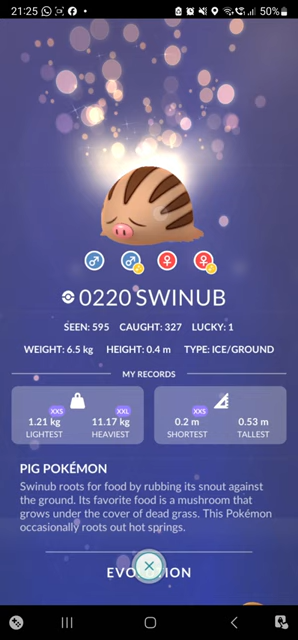 21:25 50%
0220 SWINUB
SEEN: 595 CAUGHT: 327 LUCKY: 1
WEIGHT: 6.5 kg HEIGHT: 0.4 m TYPE: ICE/GROUND
MY RECORDS
XXS XXL XXS
1.21 kg 11.17 kg 0.2 m 0.53 m
LIGHTEST HEAVIEST SHORTEST TALLEST
PIG POKÉMON
Swinub roots for food by rubbing its snout against
the ground. Its favorite food is a mushroom that
grows under the cover of dead grass. This Pokémon
occasionally roots out hot springs.